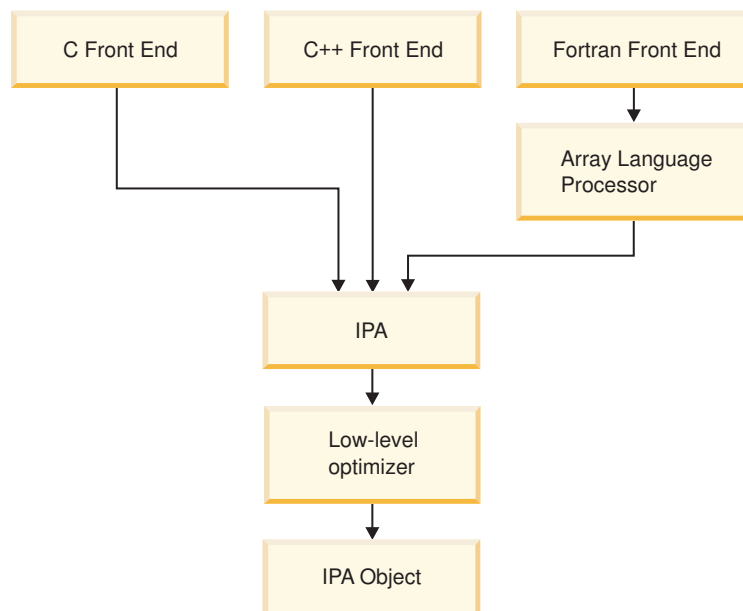 C Front End
C++ Front End
Fortran Front End
Array Language
Processor
IPA
Low-level
optimizer
IPA Object